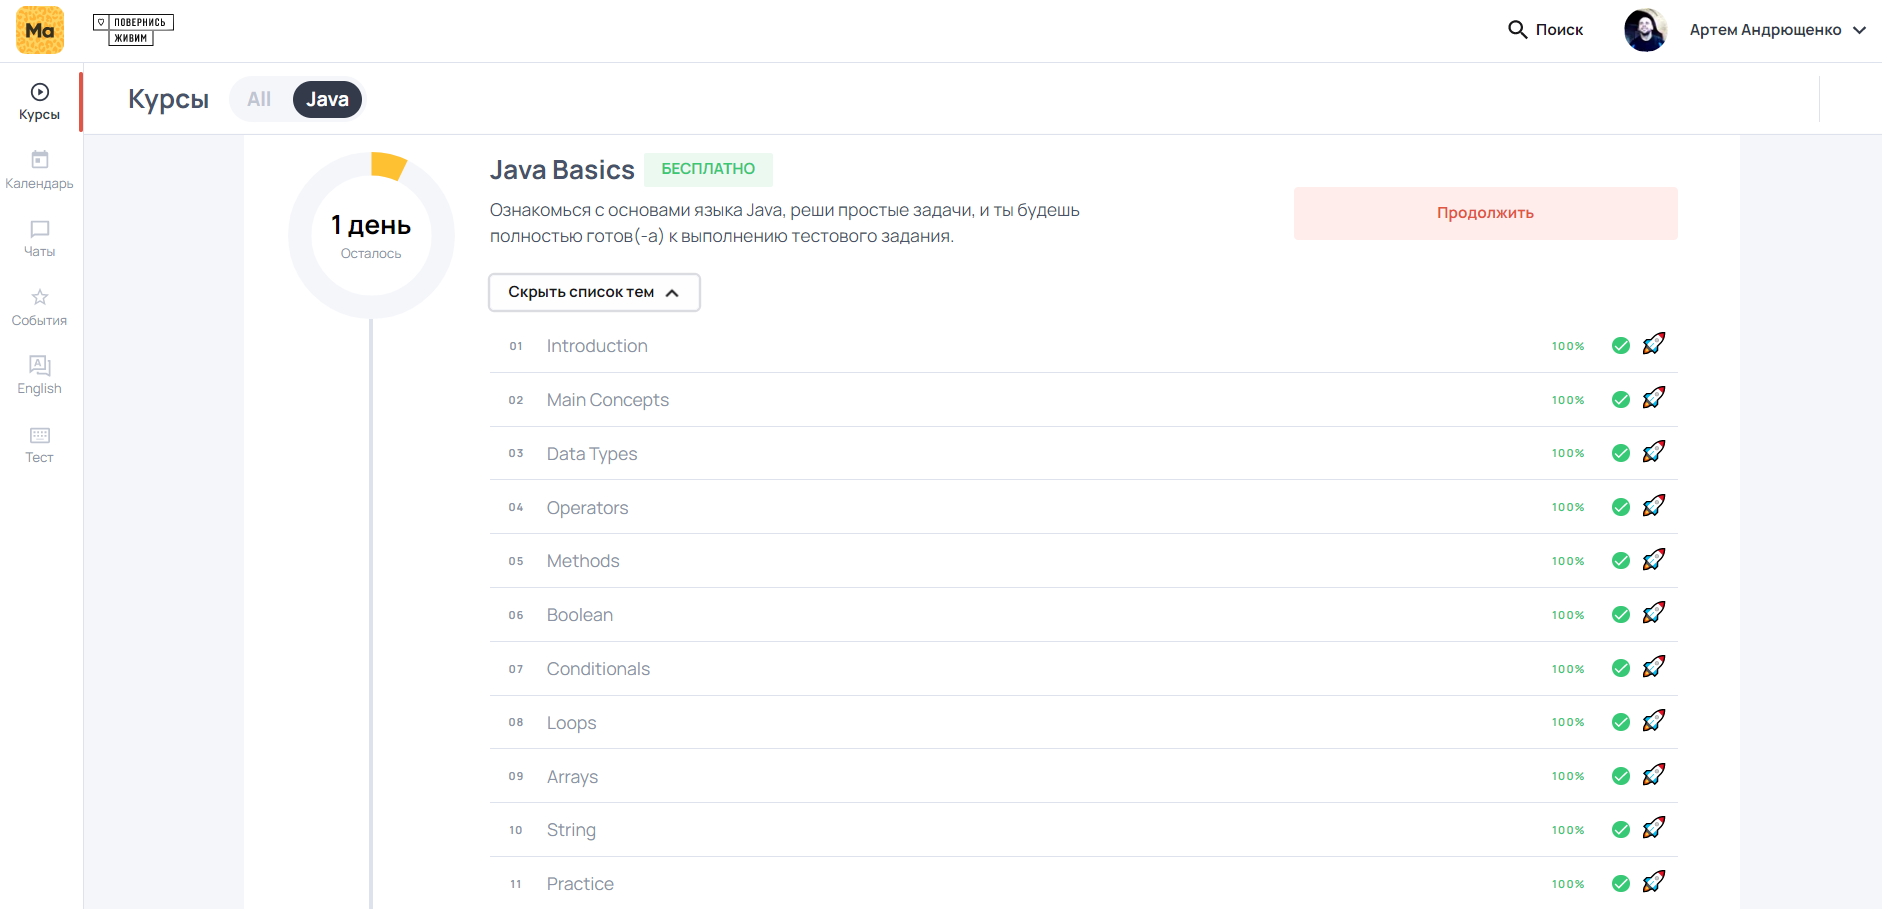 Ma
ПОВЕРНИСЬ
ЖИВИМ
Поиск
Артем Андрющенко
Курсы
All
Java
Курсы
Календарь
Чаты
События
English
Тест
1 день
Осталось
Java Basics
БЕСПЛАТНО
Ознакомься с основами языка Java, реши простые задачи, и ты будешь
полностью готов(-а) к выполнению тестового задания.
Продолжить
Скрыть список тем
01 Introduction 100%
02 Main Concepts 100%
03 Data Types 100%
04 Operators 100%
05 Methods 100%
06 Boolean 100%
07 Conditionals 100%
08 Loops 100%
09 Arrays 100%
10 String 100%
11 Practice 100%